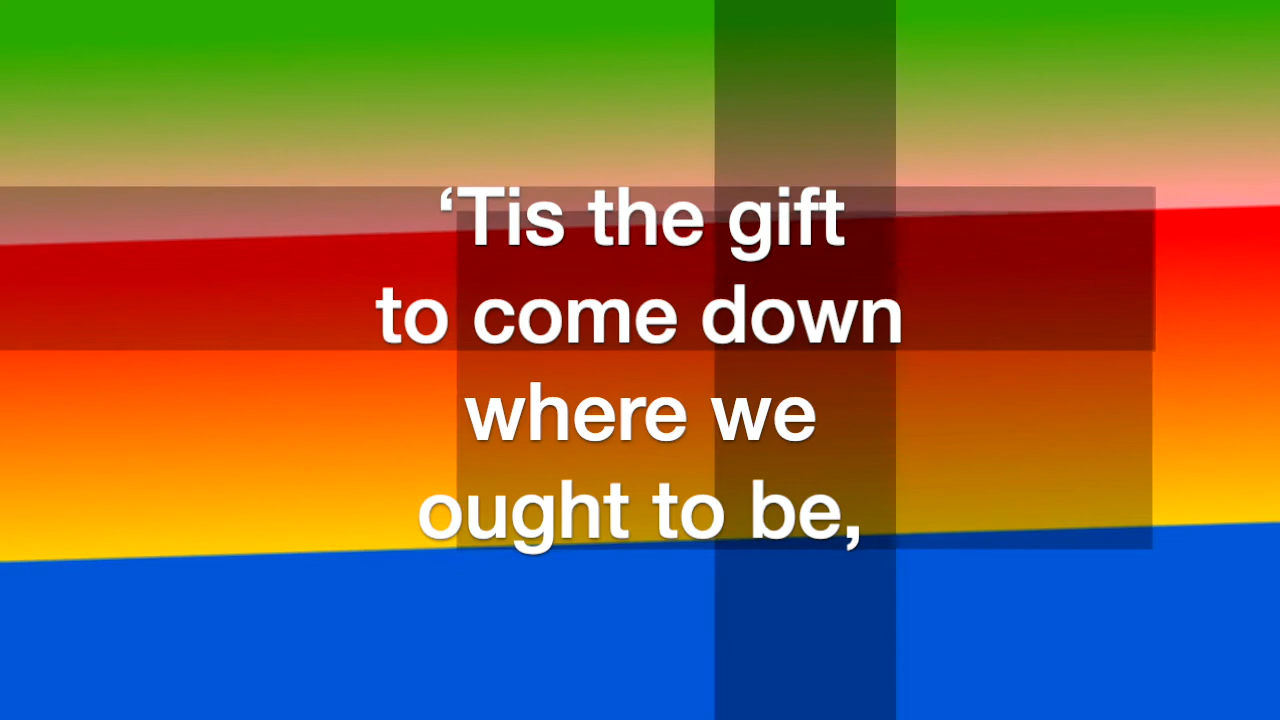 ‘Tis the gift
to come down
where we
ought to be,